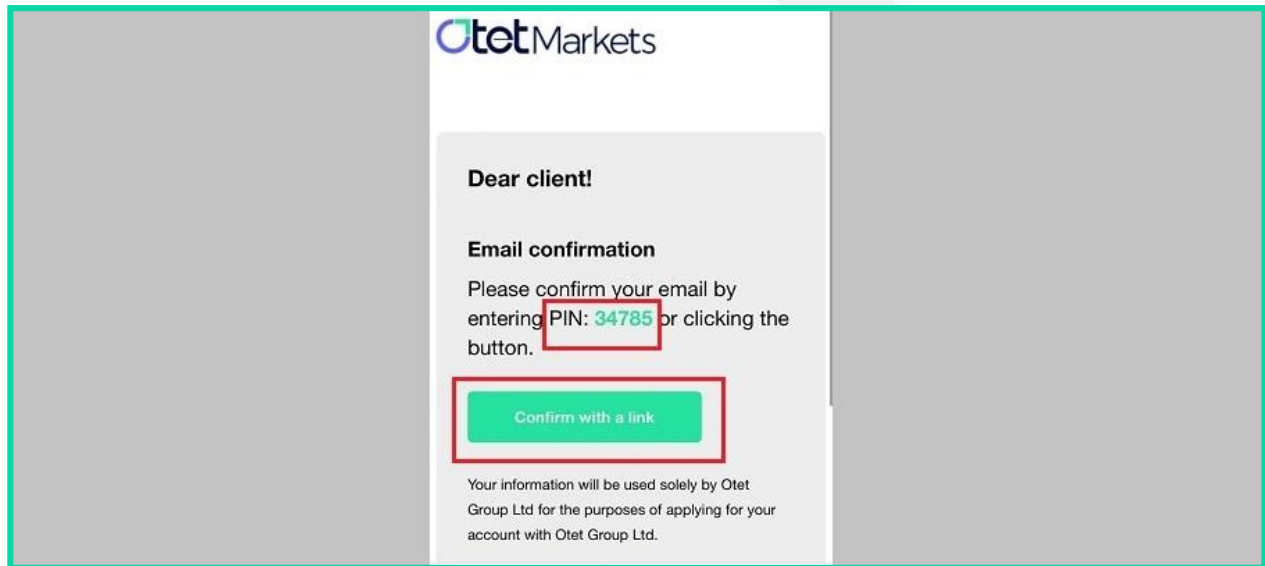 OtetMarkets
Dear client!
Email confirmation
Please confirm your email by
entering PIN: 34785 or clicking the
button.
Confirm with a link
Your information will be used solely by Otet
Group Ltd for the purposes of applying for your
account with Otet Group Ltd.